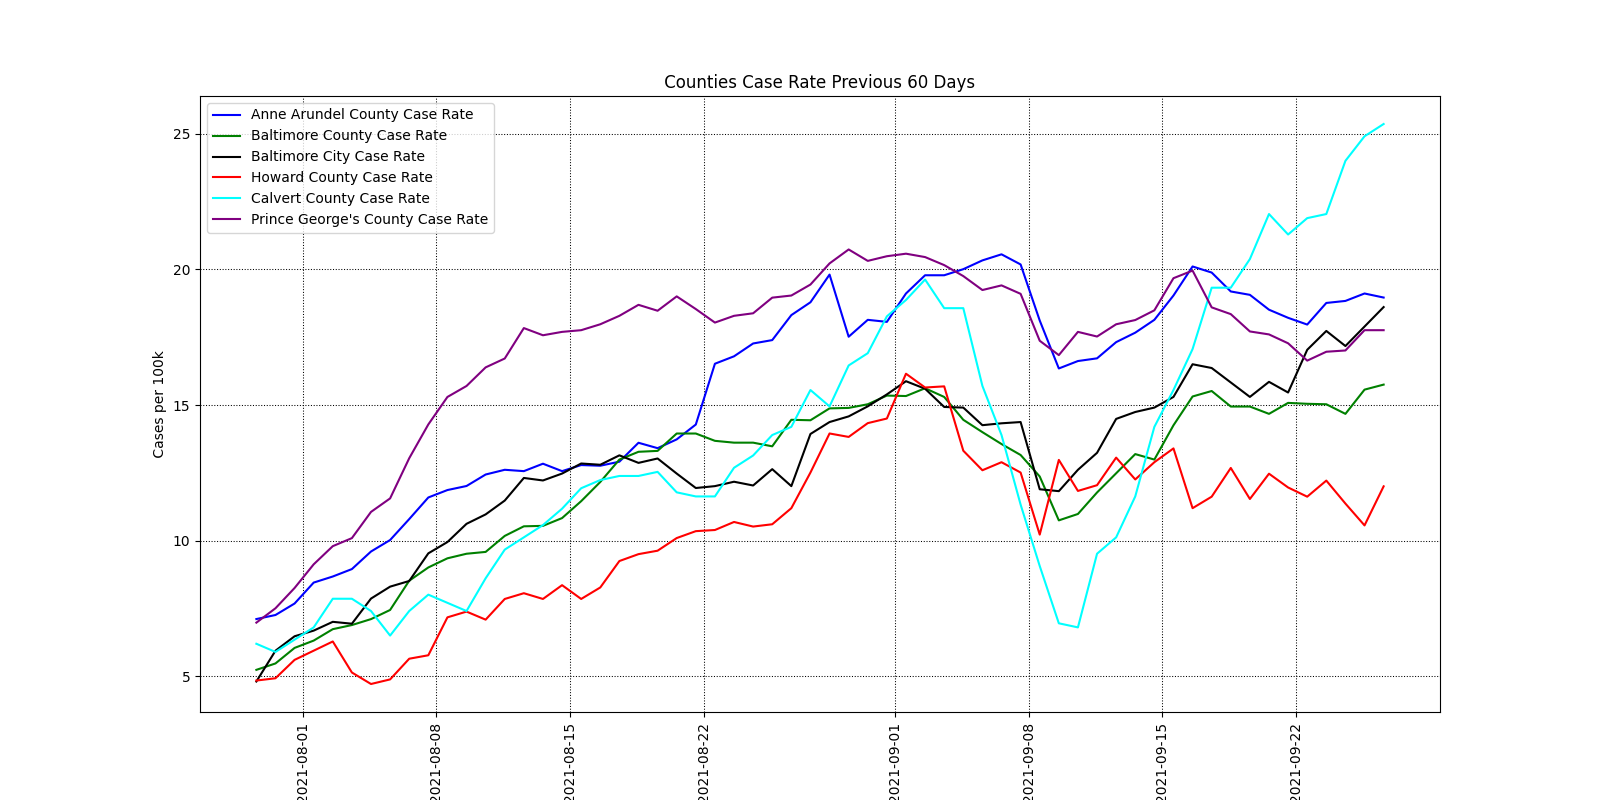 Counties Case Rate Previous 60 Days
Anne Arundel County Case Rate
Baltimore County Case Rate
Baltimore City Case Rate
Howard County Case Rate
Calvert County Case Rate
Prince George's County Case Rate
Cases per 100k
25
20
15
10
5
2021-08-01
2021-08-08
2021-08-15
2021-08-22
2021-09-01
2021-09-08
2021-09-15
2021-09-22